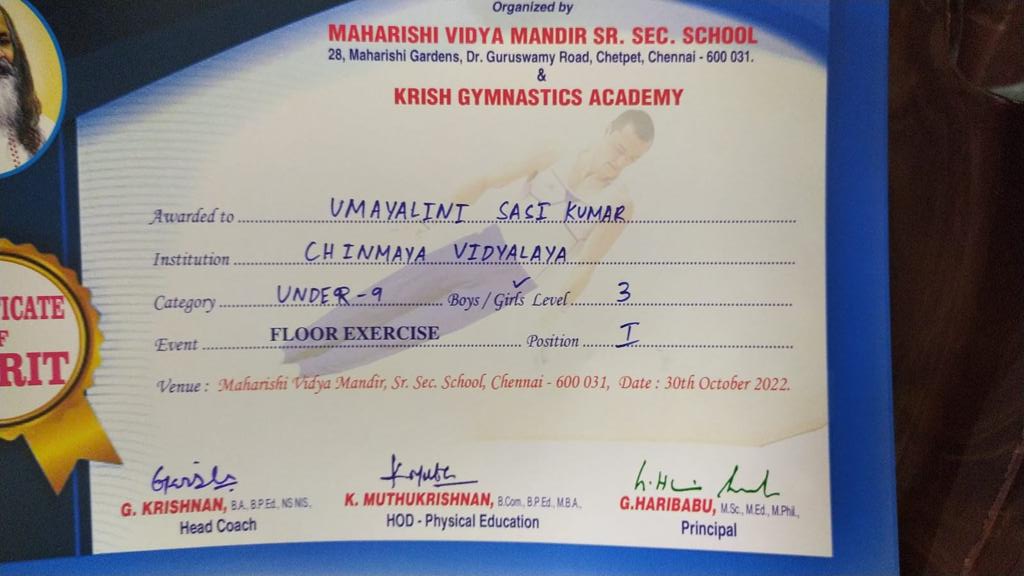 Organized by
MAHARISHI VIDYA MANDIR SR. SEC. SCHOOL
28, Maharishi Gardens, Dr. Guruswamy Road, Chetpet, Chennai - 600 031.
&
KRISH GYMNASTICS ACADEMY
Awarded to UMAYALINI SASI KUMAR
Institution CHINMAYA VIDYALAYA
Category UNDER-9 Boys / Girls Level 3
Event FLOOR EXERCISE Position I
Venue : Maharishi Vidya Mandir, Sr. Sec. School, Chennai - 600 031, Date : 30th October 2022.
ICATE
F
RIT
G. KRISHNAN, B.A., B.P.Ed., NS NIS.,
Head Coach
K. MUTHUKRISHNAN, B.Com., B.P.Ed., M.B.A.,
HOD - Physical Education
G.HARIBABU, M.Sc., M.Ed., M.Phil.,
Principal